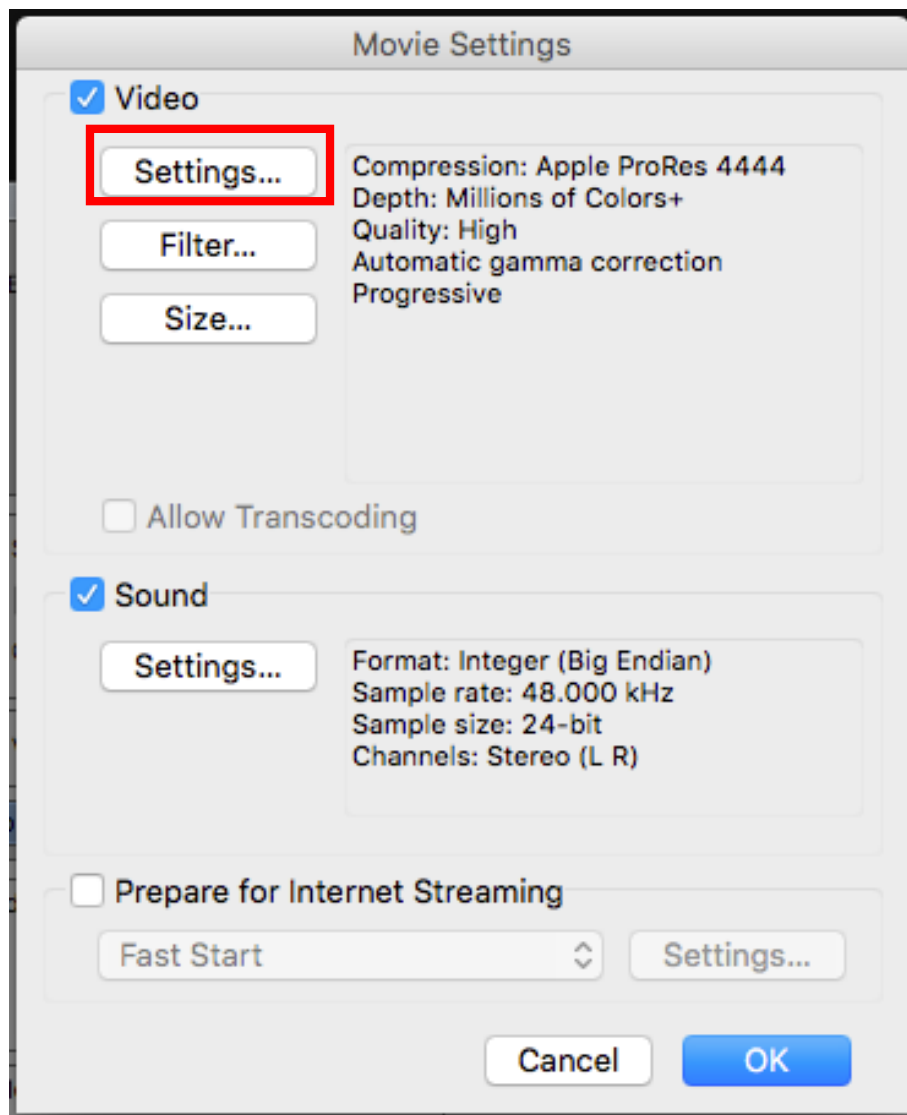 Movie Settings
Video
Settings...
Compression: Apple ProRes 4444
Depth: Millions of Colors+
Quality: High
Automatic gamma correction
Progressive
Filter...
Size...
Allow Transcoding
Sound
Settings...
Format: Integer (Big Endian)
Sample rate: 48.000 kHz
Sample size: 24-bit
Channels: Stereo (L R)
Prepare for Internet Streaming
Fast Start
Settings...
Cancel
OK